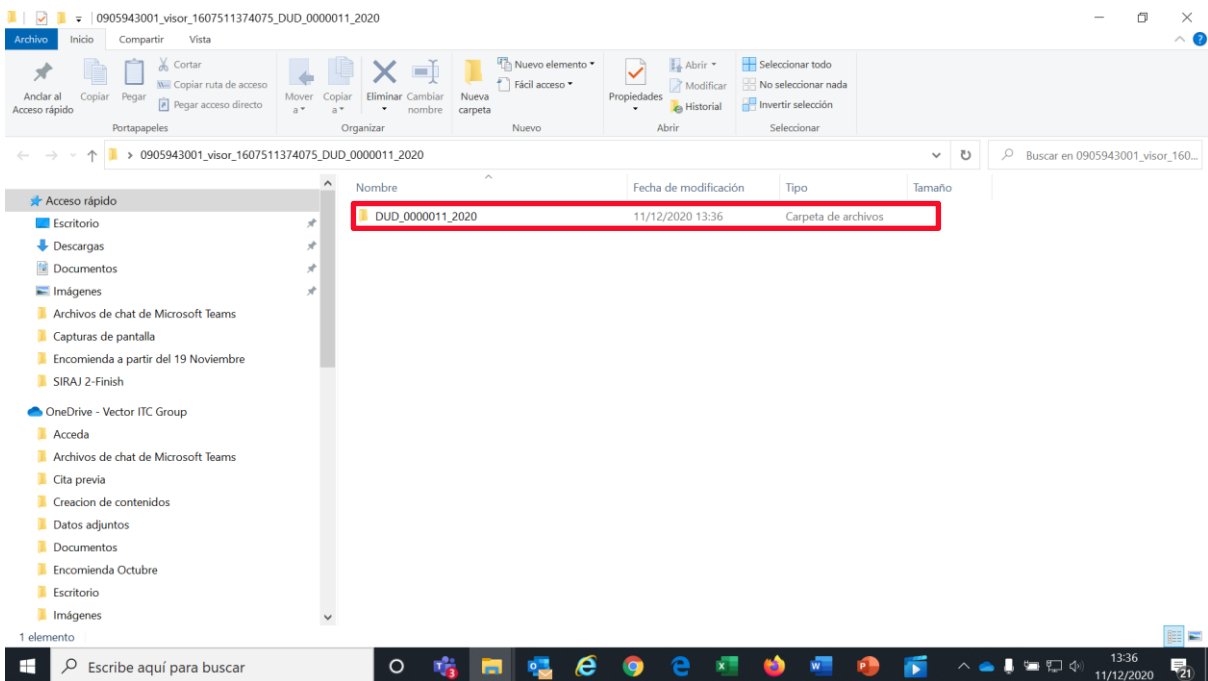 0905943001_visor_1607511374075_DUD_0000011_2020
Archivo Inicio Compartir Vista
Anclar al Acceso rápido
Copiar
Pegar
Cortar
Copiar ruta de acceso
Pegar acceso directo
Portapapeles
Mover a
Copiar a
Eliminar
Cambiar nombre
Organizar
Nueva carpeta
Nuevo elemento
Fácil acceso
Nuevo
Propiedades
Abrir
Modificar
Historial
Abrir
Seleccionar todo
No seleccionar nada
Invertir selección
Seleccionar
0905943001_visor_1607511374075_DUD_0000011_2020
Buscar en 0905943001_visor_160...
Nombre Fecha de modificación Tipo Tamaño
DUD_0000011_2020 11/12/2020 13:36 Carpeta de archivos
Acceso rápido
Escritorio
Descargas
Documentos
Imágenes
Archivos de chat de Microsoft Teams
Capturas de pantalla
Encomienda a partir del 19 Noviembre
SIRAJ 2-Finish
OneDrive - Vector ITC Group
Acceda
Archivos de chat de Microsoft Teams
Cita previa
Creacion de contenidos
Datos adjuntos
Documentos
Encomienda Octubre
Escritorio
Imágenes
1 elemento
Escribe aquí para buscar
3
13:36
11/12/2020
21